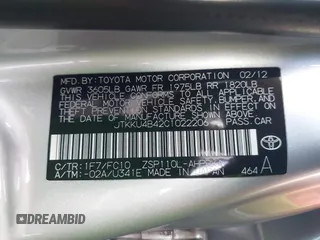 MFD. BY: TOYOTA MOTOR CORPORATION 02/12
GVWR 3605LB GAWR FR 1975LB RR 1820LB
THIS VEHICLE CONFORMS TO ALL APPLICABLE
FEDERAL MOTOR VEHICLE SAFETY, BUMPER, AND
THEFT PREVENTION STANDARDS IN EFFECT ON
THE DATE OF MANUFACTURE SHOWN ABOVE.
PASS. CAR
TOYOTA
C/TR: 1F7/FC10
A/TM: -02A/U341E
MADE IN JAPAN 464 A
DREAMBID